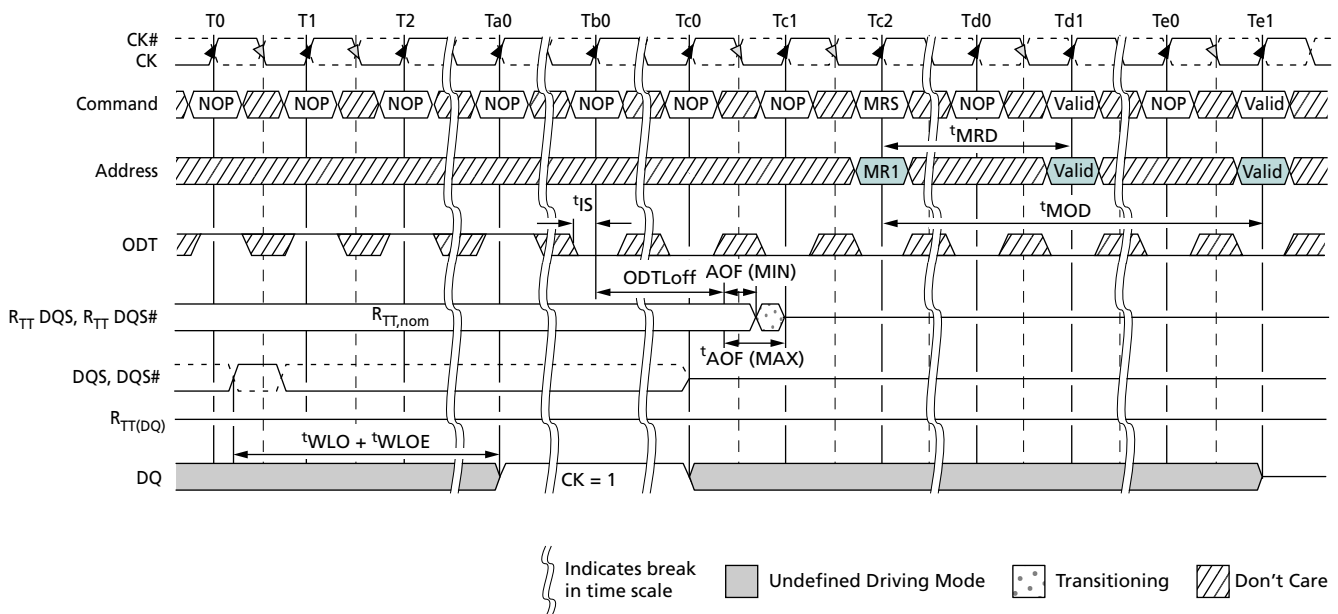 T0 T1 T2 Ta0 Tb0 Tc0 Tc1 Tc2 Td0 Td1 Te0 Te1
CK#
CK
Command NOP NOP NOP NOP NOP NOP NOP MRS NOP Valid NOP Valid
tMRD
Address MR1 Valid Valid
tIS
tMOD
ODT
ODTLoff AOF (MIN)
RTT DQS, RTT DQS# RTT,nom
tAOF (MAX)
DQS, DQS#
RTT(DQ)
tWLO + tWLOE
DQ CK = 1
Indicates break
in time scale
Undefined Driving Mode Transitioning Don't Care